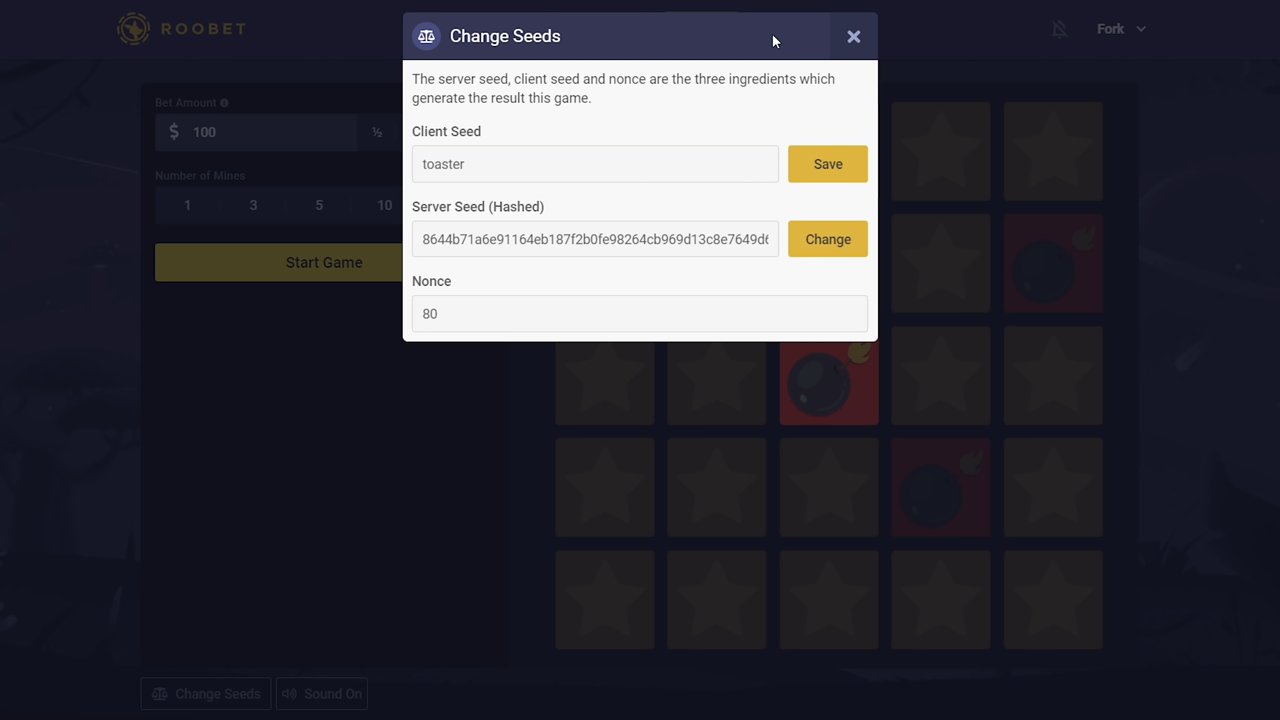 ROOBET
Fork
Change Seeds
The server seed, client seed and nonce are the three ingredients which
generate the result this game.
Client Seed
toaster
Save
Server Seed (Hashed)
8644b71a6e91164eb187f2b0fe98264cb969d13c8e7649d6
Change
Nonce
80
Bet Amount
$ 100
½
Number of Mines
1 3 5 10
Start Game
Change Seeds
Sound On